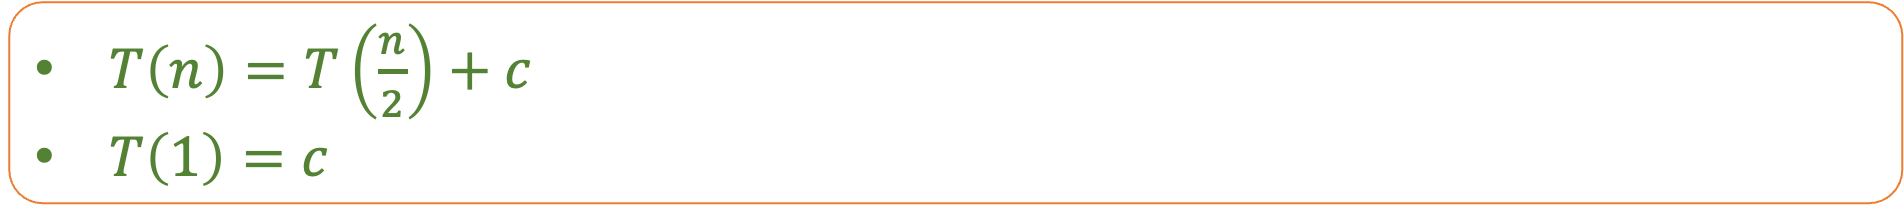 • T(n) = T(n/2) + c
• T(1) = c